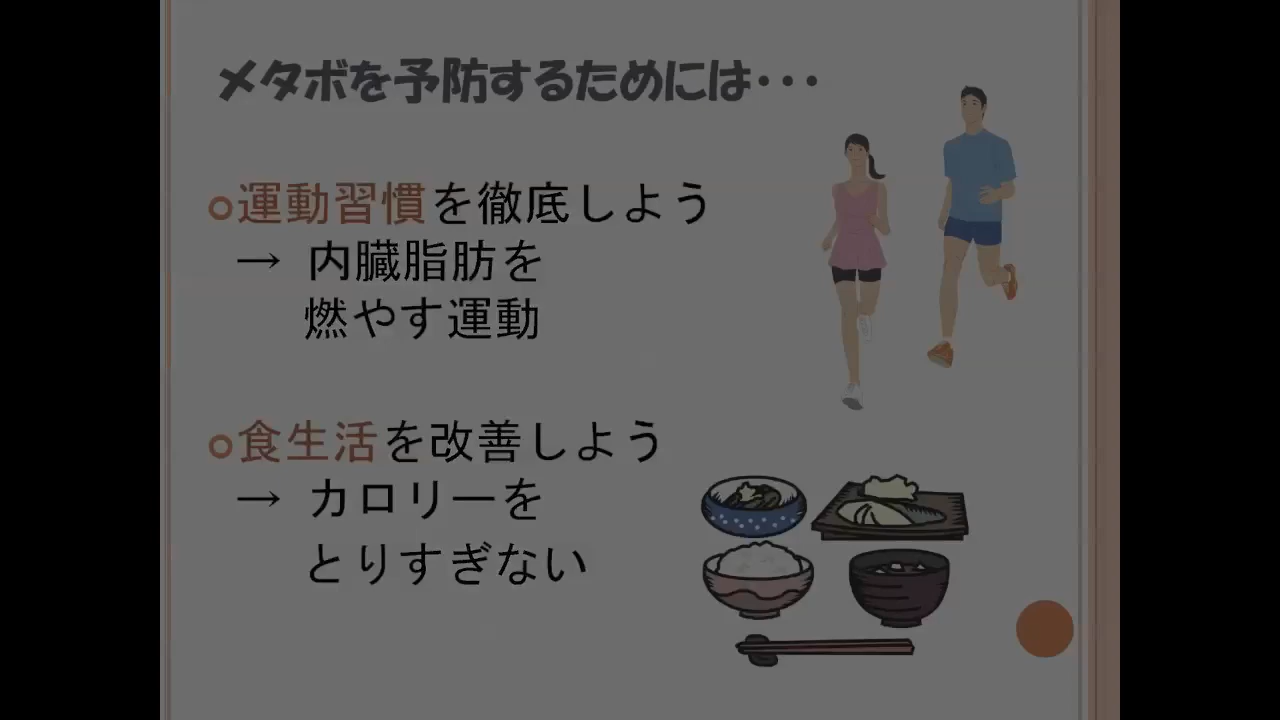 メタボを予防するためには･･･
運動習慣を徹底しよう
→ 内臓脂肪を
燃やす運動
食生活を改善しよう
→ カロリーを
とりすぎない